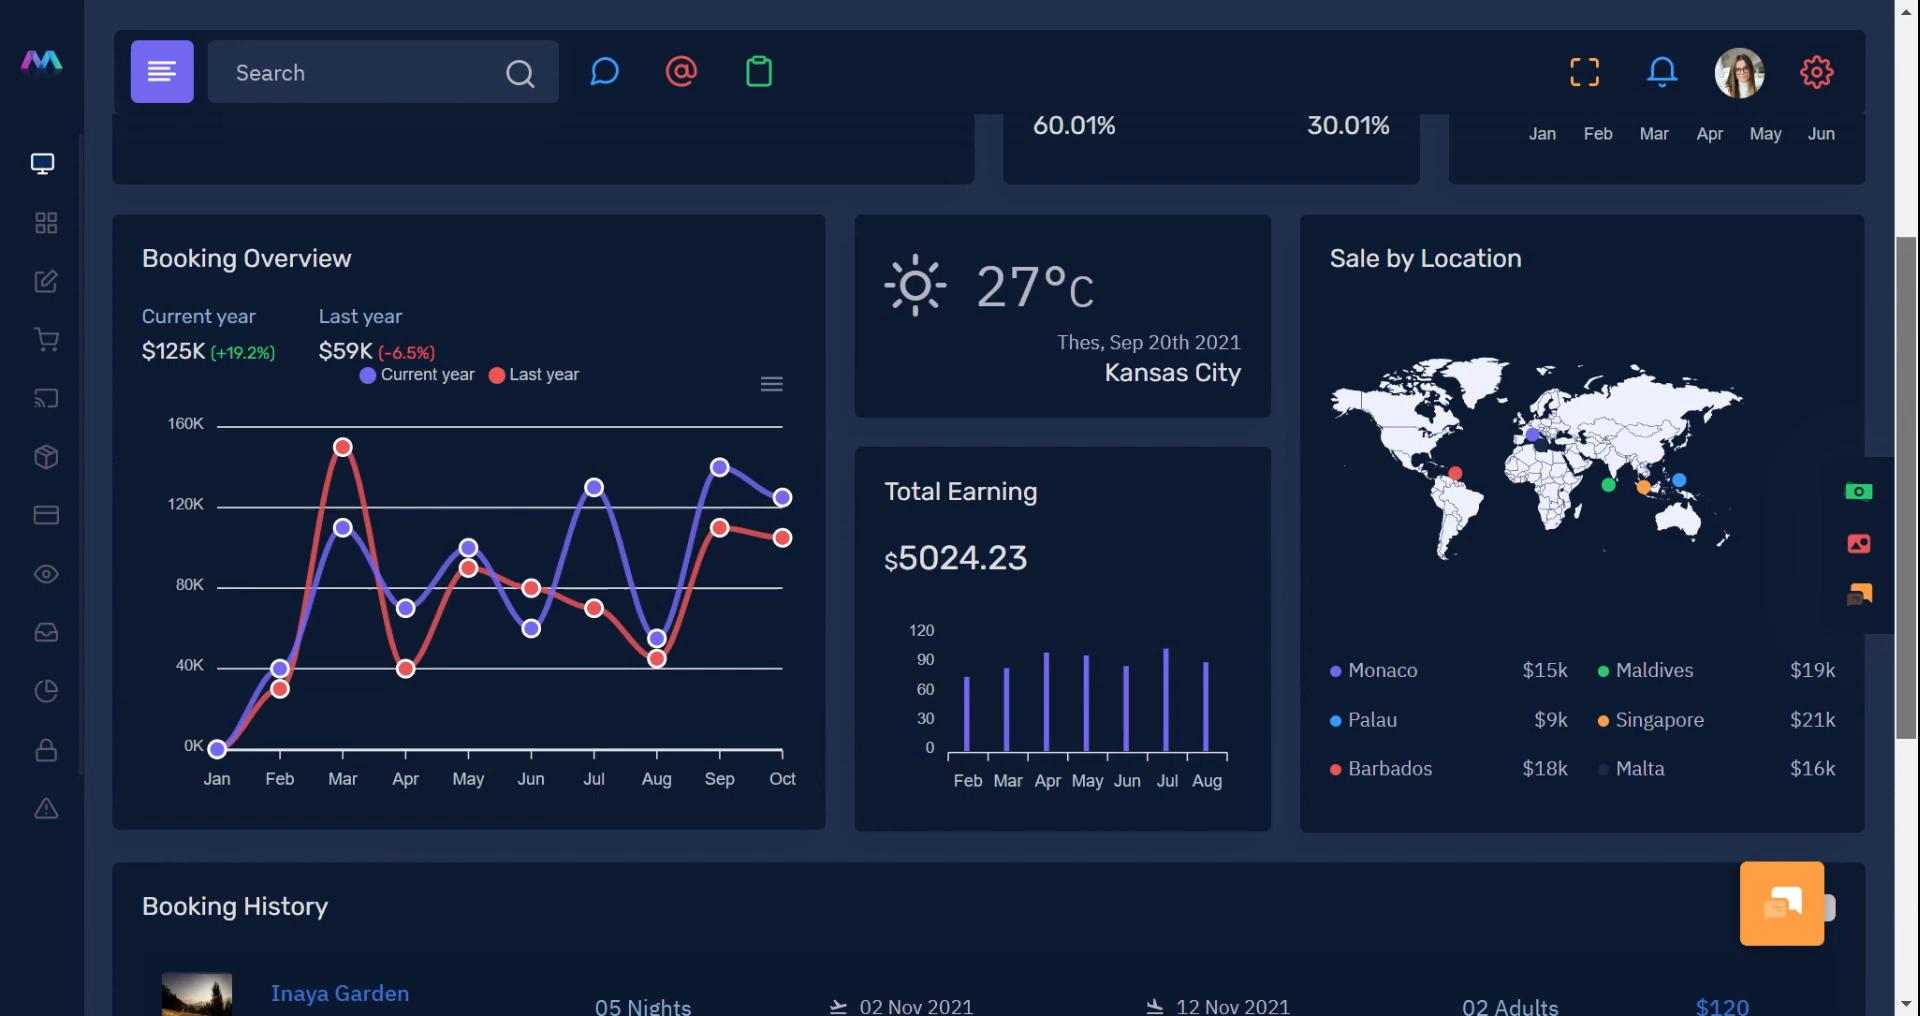 Search
60.01% 30.01%
Jan Feb Mar Apr May Jun
Booking Overview
Current year Last year
$125K (+19.2%) $59K (-6.5%)
Current year Last year
160K
120K
80K
40K
0K
Jan Feb Mar Apr May Jun Jul Aug Sep Oct
27°C
Thes, Sep 20th 2021
Kansas City
Total Earning
$5024.23
120
90
60
30
0
Feb Mar Apr May Jun Jul Aug
Sale by Location
Monaco $15k Maldives $19k
Palau $9k Singapore $21k
Barbados $18k Malta $16k
Booking History
Inaya Garden
05 Nights 02 Nov 2021 12 Nov 2021 02 Adults $120